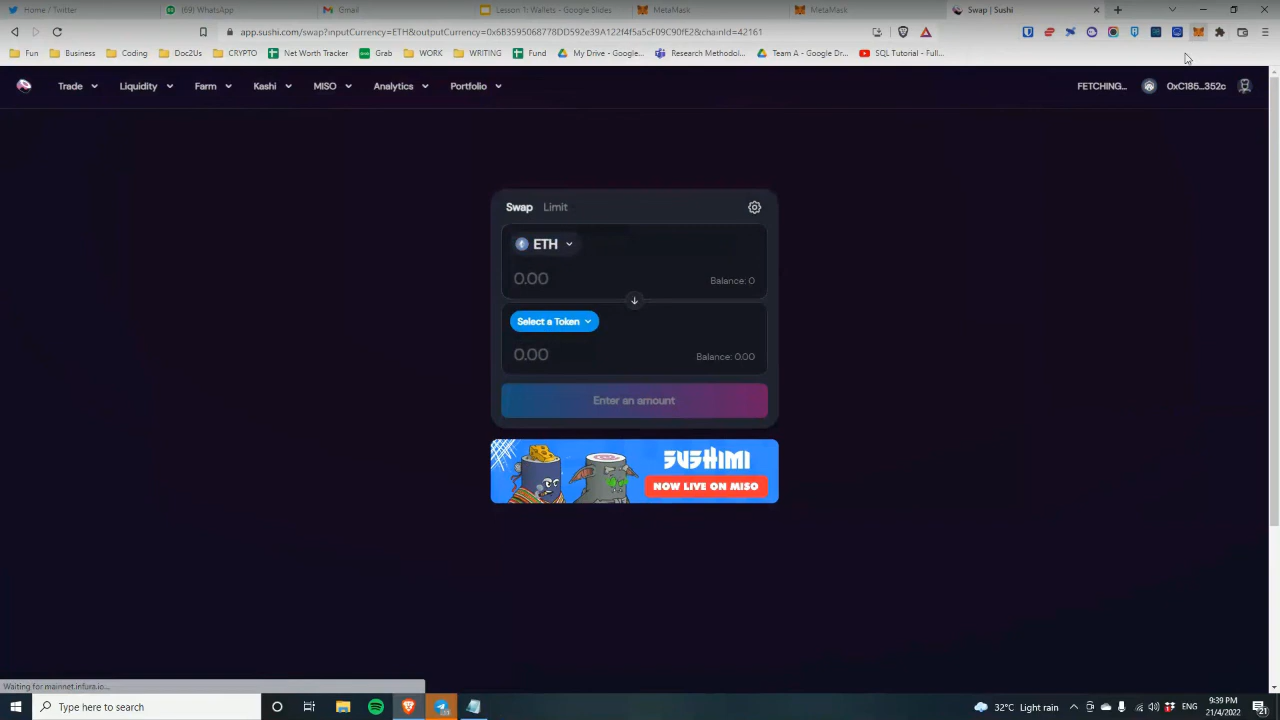 Home / Twitter
(69) WhatsApp
Gmail
Lesson 1: Wallets - Google Slides
MetaMask
MetaMask
Swap | Sushi
app.sushi.com/swap?inputCurrency=ETH&outputCurrency=0x6B3595068778DD592e39A122f4f5a5cF09C90fE2&chainId=42161
Fun
Business
Coding
Doc2Us
CRYPTO
Net Worth Tracker
Grab
WORK
WRITING
Fund
My Drive - Google...
Research Methodol...
Team A - Google Dr...
SQL Tutorial - Full...
Trade
Liquidity
Farm
Kashi
MISO
Analytics
Portfolio
FETCHING...
0xC185...352c
Swap
Limit
ETH
0.00
Balance: 0
Select a Token
0.00
Balance: 0.00
Enter an amount
SUSHIMI
NOW LIVE ON MISO
Waiting for mainnet.infura.io...
Type here to search
32°C Light rain
ENG
9:39 PM
21/4/2022